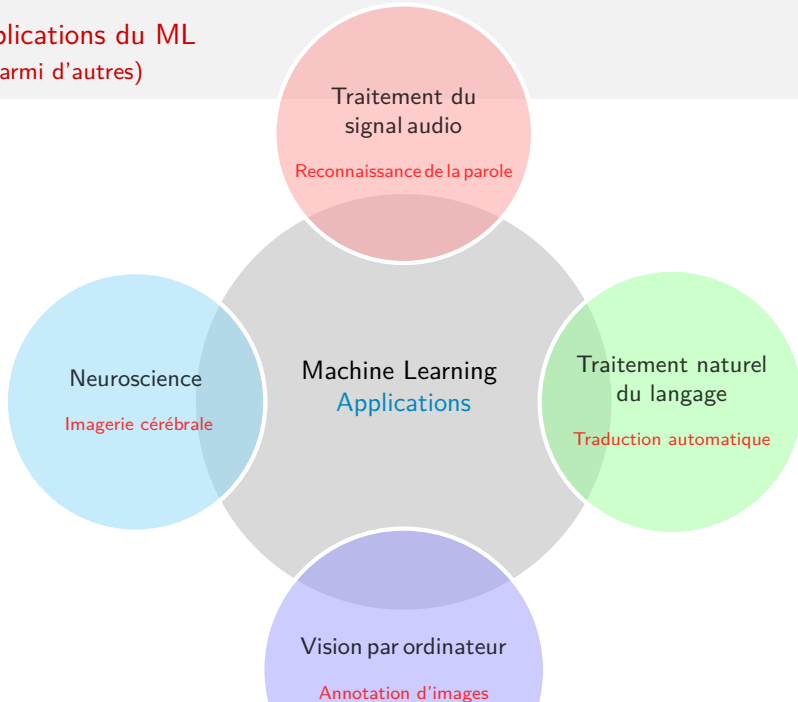 plications du ML
armi d'autres)
Traitement du
signal audio
Reconnaissance de la parole
Machine Learning
Applications
Neuroscience
Imagerie cérébrale
Traitement naturel
du langage
Traduction automatique
Vision par ordinateur
Annotation d'images